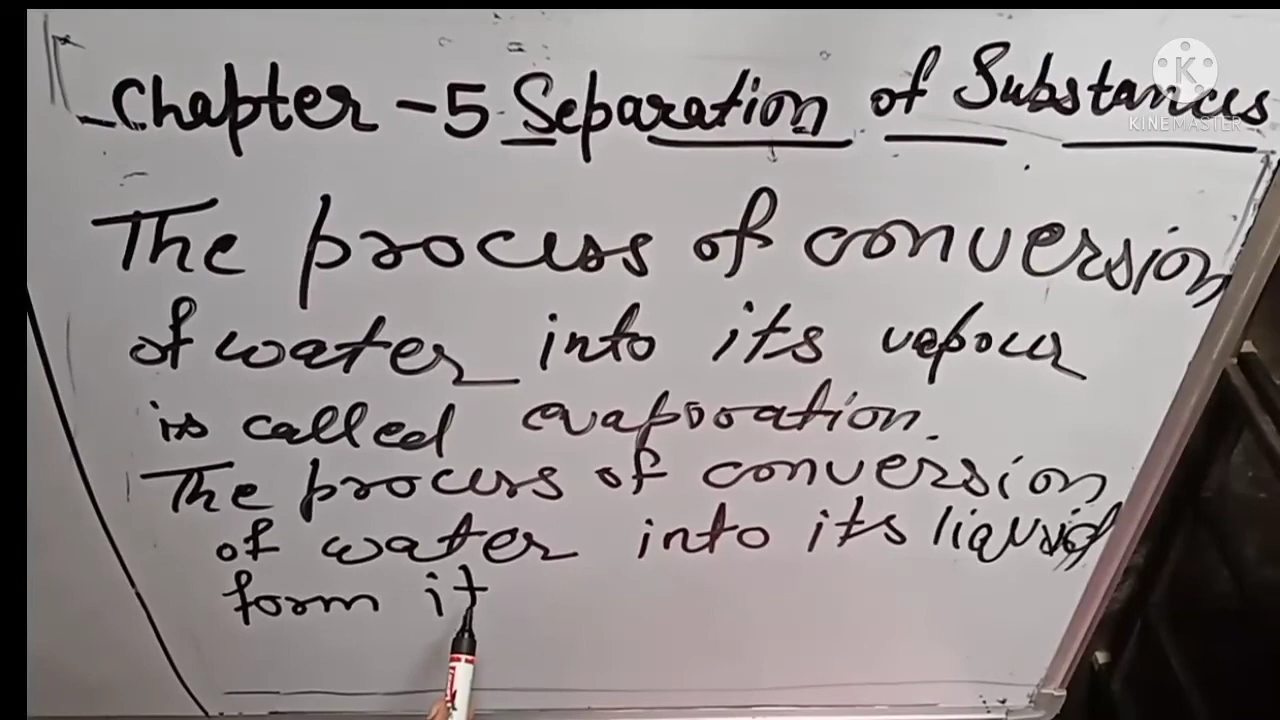 Chapter - 5 Separation of Substances
K
KINEMASTER
The process of conversion
of water into its vapour
is called evaporation.
The process of conversion
of water into its liquid
form it